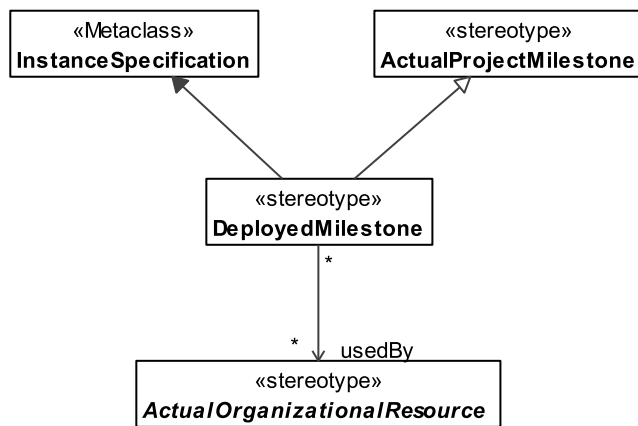 «Metaclass»
InstanceSpecification
«stereotype»
ActualProjectMilestone
«stereotype»
DeployedMilestone
*
*
usedBy
«stereotype»
ActualOrganizationalResource